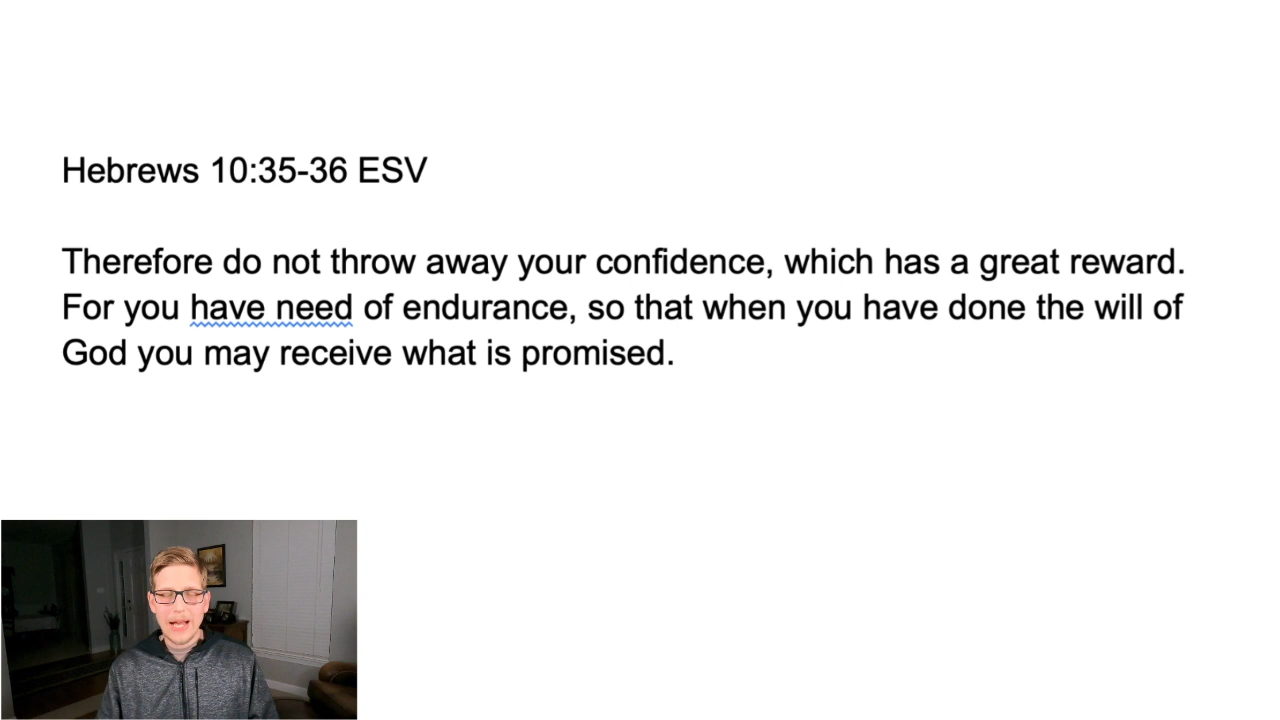 Hebrews 10:35-36 ESV
Therefore do not throw away your confidence, which has a great reward.
For you have need of endurance, so that when you have done the will of
God you may receive what is promised.